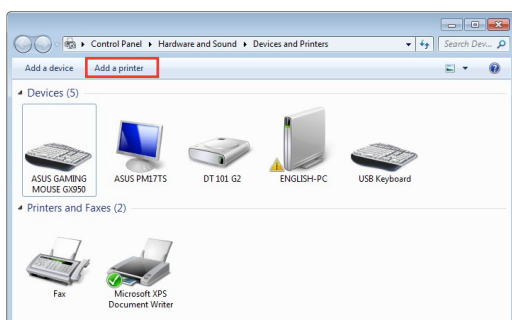 Control Panel ▸ Hardware and Sound ▸ Devices and Printers
Search Dev...
Add a device Add a printer
Devices (5)
ASUS GAMING
MOUSE GX950
ASUS PM17TS
DT 101 G2
ENGLISH-PC
USB Keyboard
Printers and Faxes (2)
Fax
Microsoft XPS
Document Writer